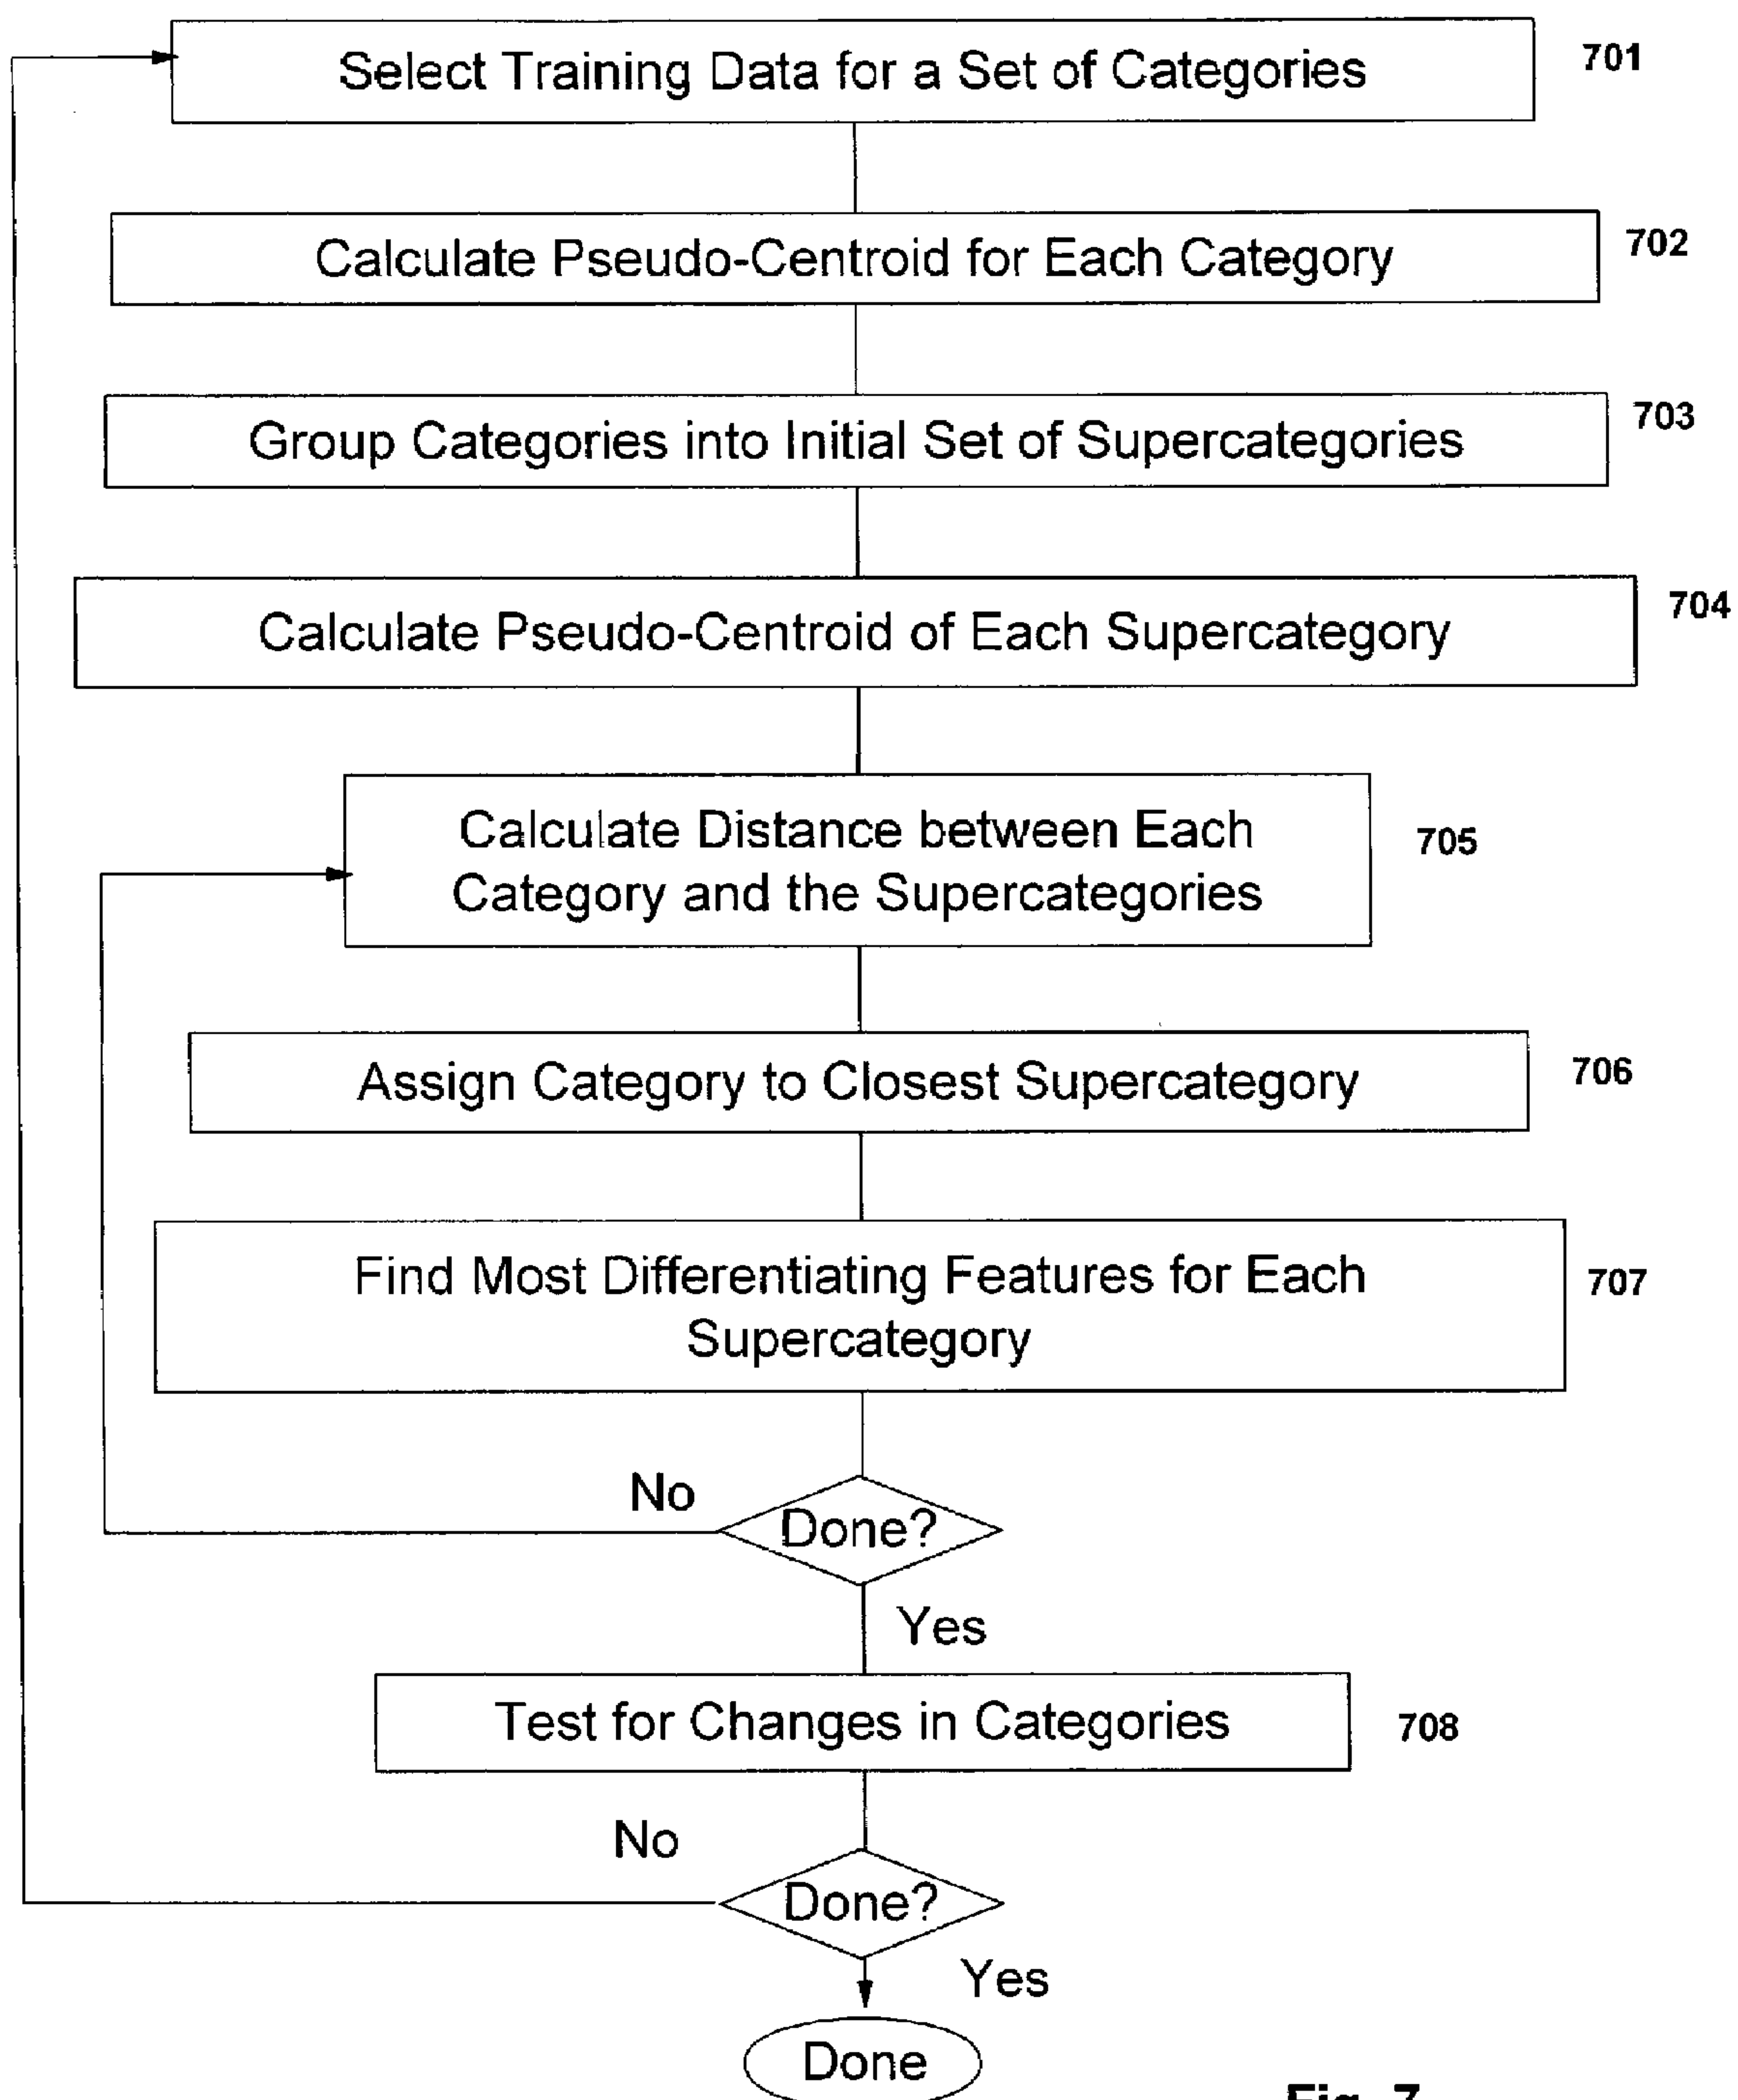 Select Training Data for a Set of Categories
701
Calculate Pseudo-Centroid for Each Category
702
Group Categories into Initial Set of Supercategories
703
Calculate Pseudo-Centroid of Each Supercategory
704
Calculate Distance between Each
Category and the Supercategories
705
Assign Category to Closest Supercategory
706
Find Most Differentiating Features for Each
Supercategory
707
No
Done?
Yes
Test for Changes in Categories
708
No
Done?
Yes
Done
Fig. 7